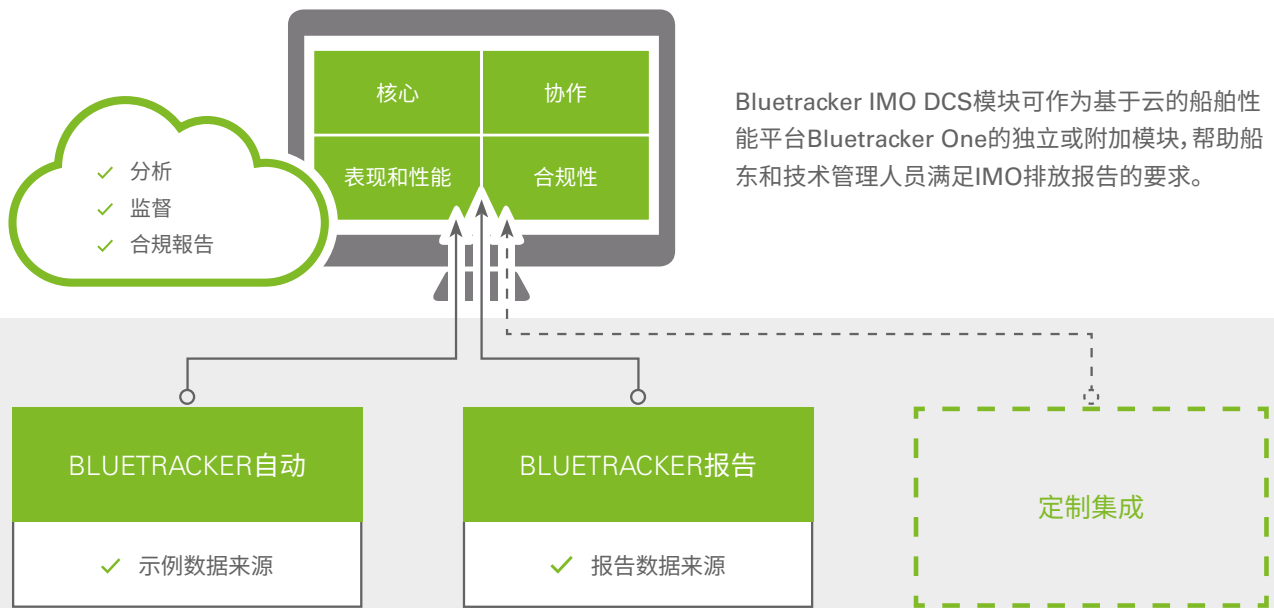 核心
协作
表现和性能
合规性
分析
监督
合規報告
Bluetracker IMO DCS模块可作为基于云的船舶性
能平台Bluetracker One的独立或附加模块,帮助船
东和技术管理人员满足IMO排放报告的要求。
BLUETRACKER自动
示例数据来源
BLUETRACKER报告
报告数据来源
定制集成